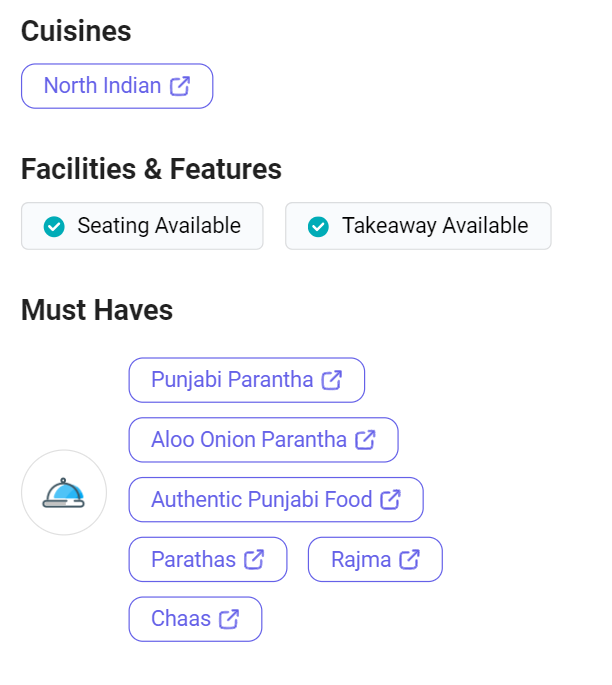 Cuisines
North Indian
Facilities & Features
Seating Available Takeaway Available
Must Haves
Punjabi Parantha
Aloo Onion Parantha
Authentic Punjabi Food
Parathas Rajma
Chaas